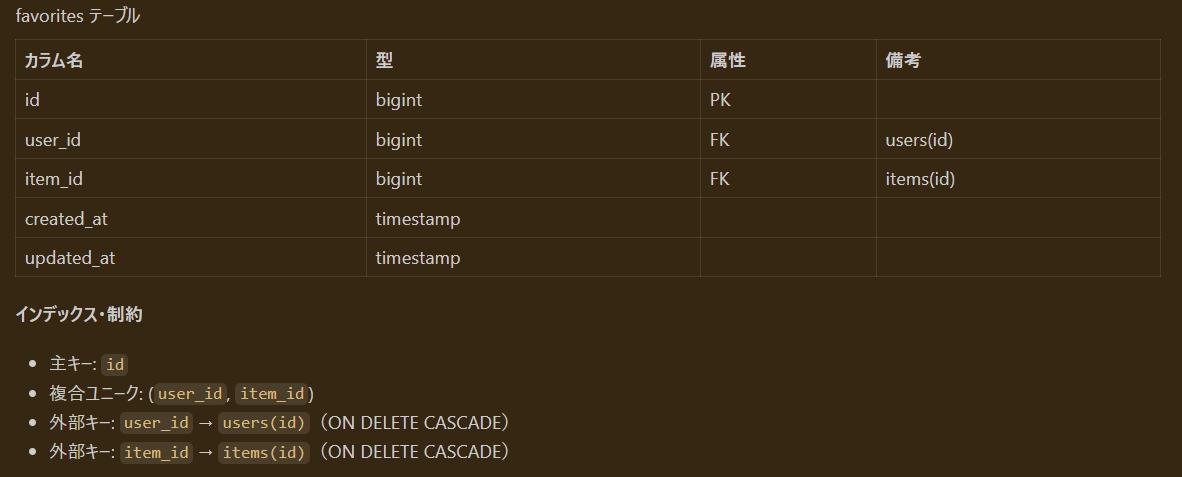 favorites テーブル
カラム名 型 属性 備考
id bigint PK
user_id bigint FK users(id)
item_id bigint FK items(id)
created_at timestamp
updated_at timestamp
インデックス・制約
主キー: id
複合ユニーク: (user_id, item_id)
外部キー: user_id → users(id)（ON DELETE CASCADE）
外部キー: item_id → items(id)（ON DELETE CASCADE）